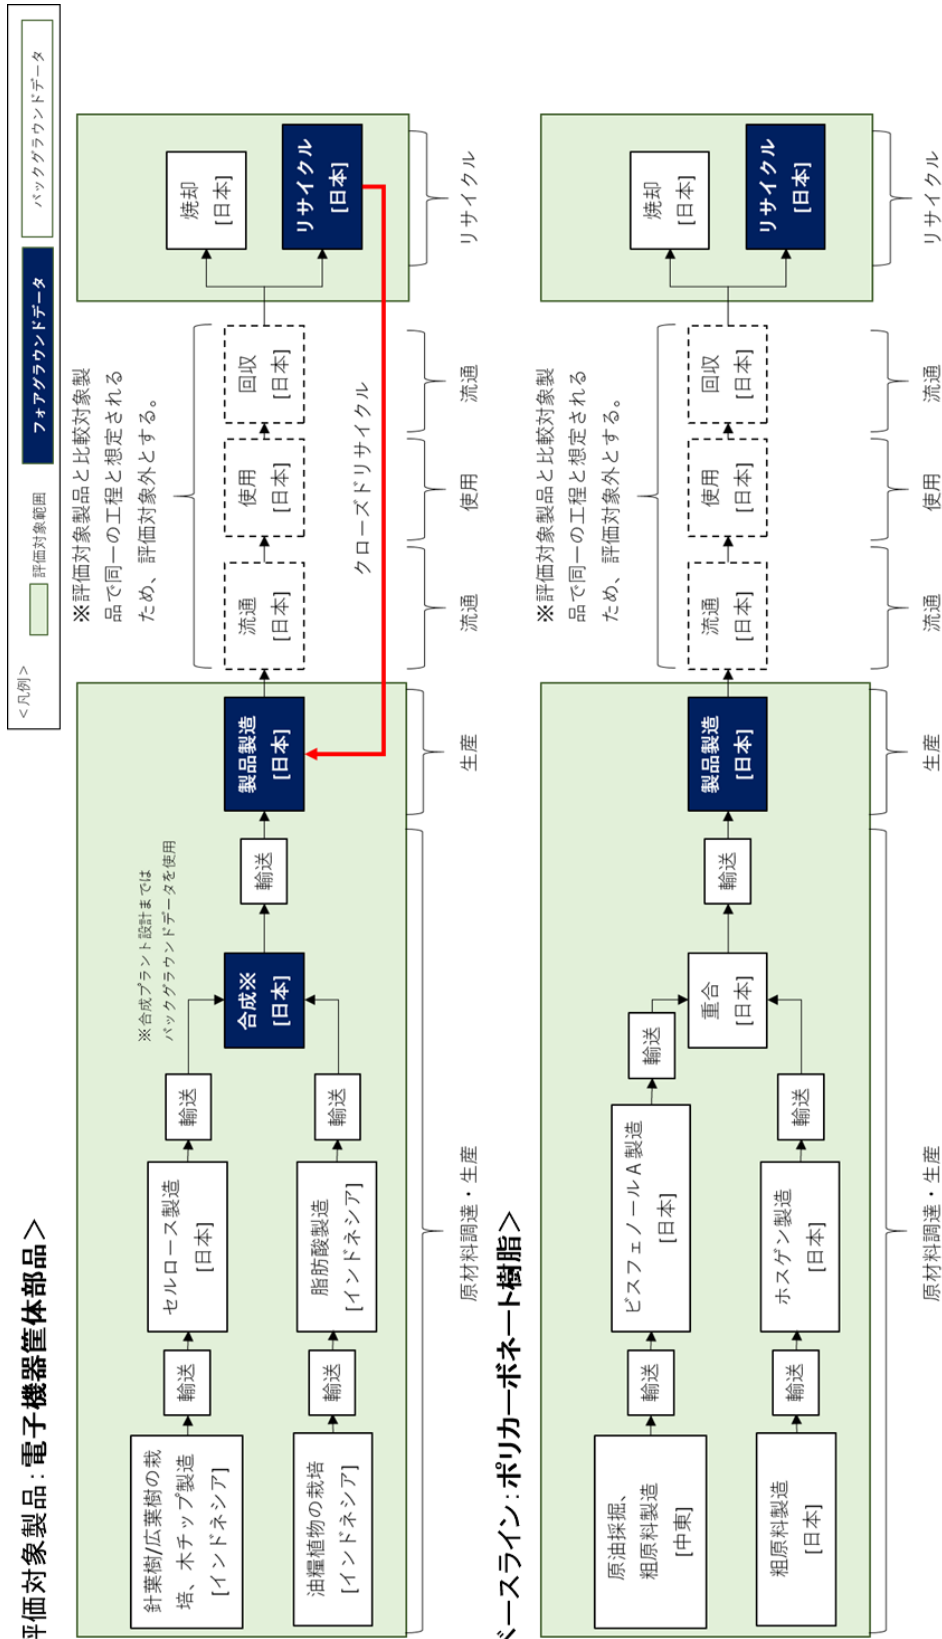 <凡例>
評価対象範囲
フォアグラウンドデータ
バックグラウンドデータ
評価対象製品：電子機器筐体部品>
針葉樹/広葉樹の栽
培、木チップ製造
[インドネシア]
輸送
セルロース製造
[日本]
輸送
油糧植物の栽培
[インドネシア]
輸送
脂肪酸製造
[インドネシア]
輸送
※合成プラント設計までは
バックグラウンドデータを使用
合成※
[日本]
輸送
製品製造
[日本]
※評価対象製品と比較対象製
品で同一の工程と想定される
ため、評価対象外とする。
流通
[日本]
使用
[日本]
回収
[日本]
焼却
[日本]
リサイクル
[日本]
クローズドリサイクル
原材料調達・生産
生産
流通
使用
流通
リサイクル
ベースライン：ポリカーボネート樹脂>
原油採掘、
粗原料製造
[中東]
輸送
ビスフェノールA製造
[日本]
輸送
粗原料製造
[日本]
輸送
ホスゲン製造
[日本]
輸送
重合
[日本]
輸送
製品製造
[日本]
※評価対象製品と比較対象製
品で同一の工程と想定される
ため、評価対象外とする。
流通
[日本]
使用
[日本]
回収
[日本]
焼却
[日本]
リサイクル
[日本]
原材料調達・生産
生産
流通
使用
流通
リサイクル